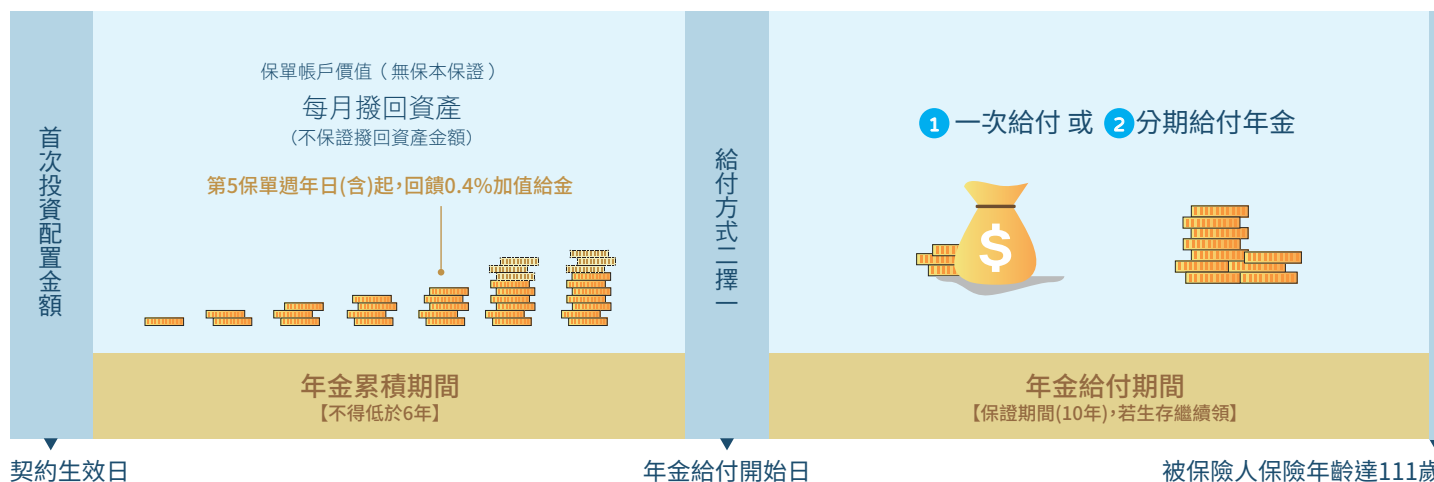 首次投資配置金額
保單帳戶價值（無保本保證）
每月撥回資產
（不保證撥回資產金額）
第5保單週年日(含)起，回饋0.4%加值給金
年金累積期間
【不得低於6年】
給付方式二擇一
1 一次給付 或 2 分期給付年金
$
年金給付期間
【保證期間(10年)，若生存繼續領】
契約生效日
年金給付開始日
被保險人保險年齡達111歲